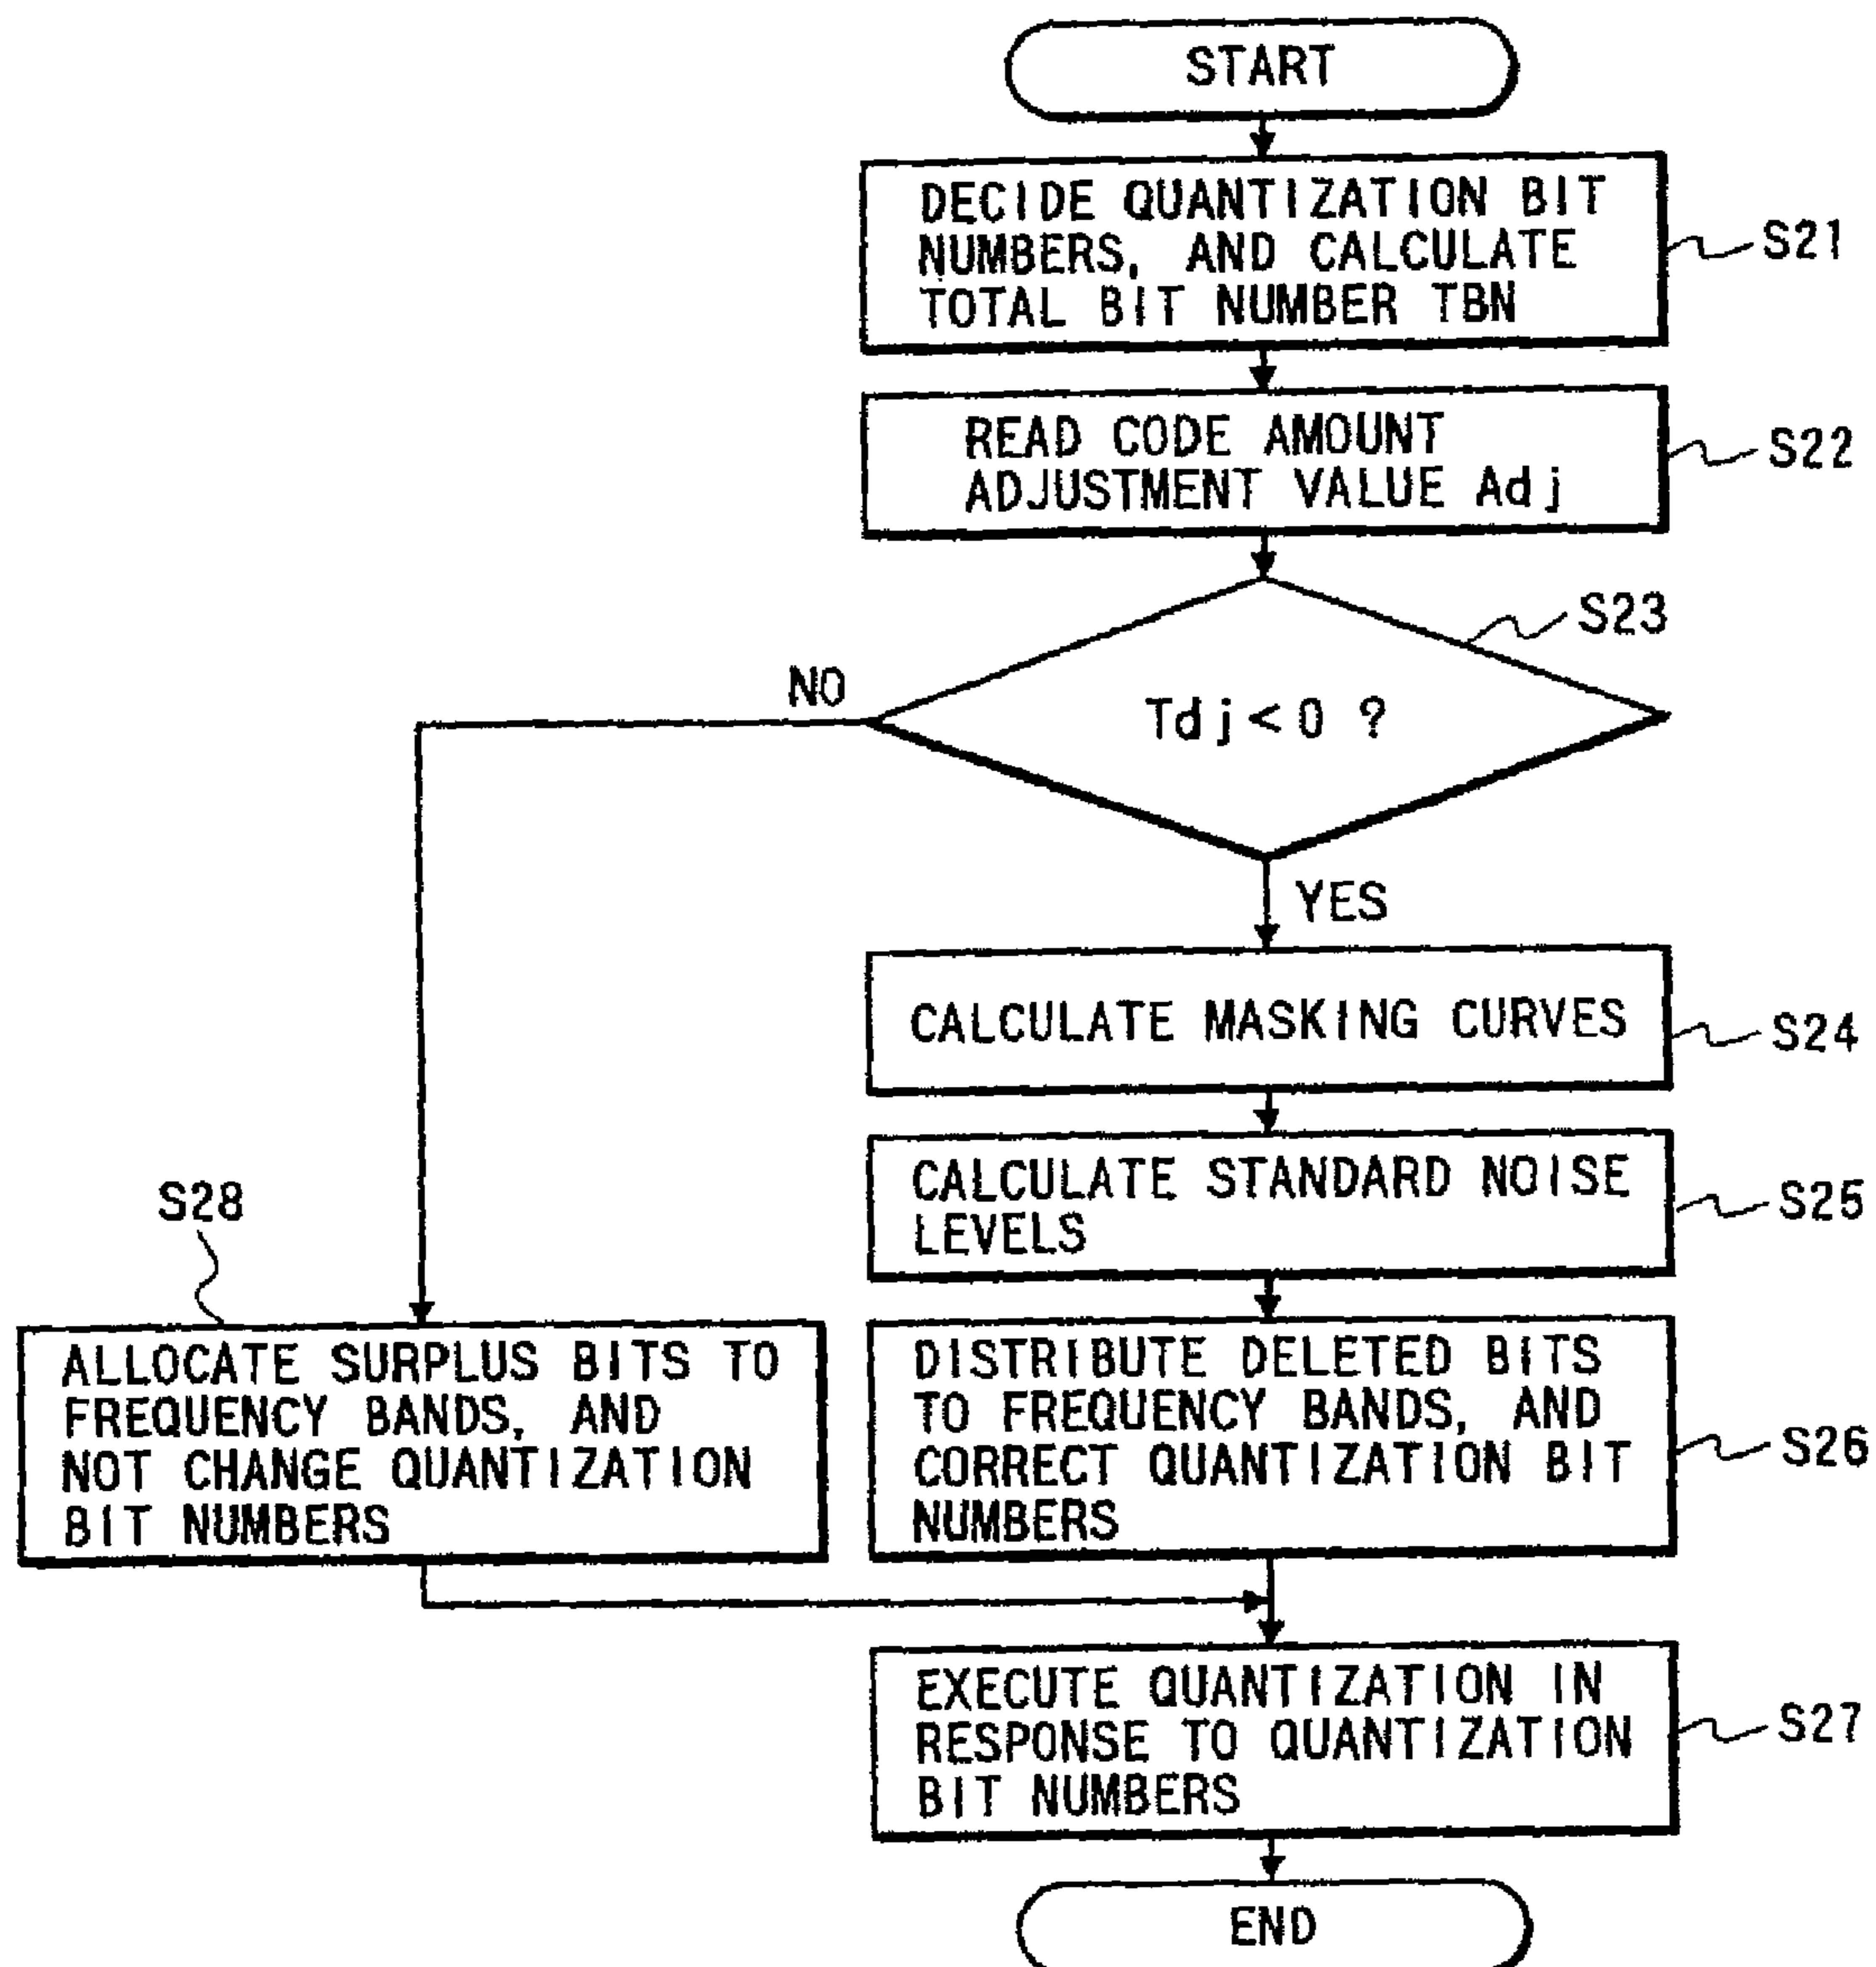 START
DECIDE QUANTIZATION BIT
NUMBERS, AND CALCULATE
TOTAL BIT NUMBER TBN
S21
READ CODE AMOUNT
ADJUSTMENT VALUE Adj
S22
S23
NO
Tdj<0 ?
YES
CALCULATE MASKING CURVES
S24
CALCULATE STANDARD NOISE
LEVELS
S25
S28
ALLOCATE SURPLUS BITS TO
FREQUENCY BANDS, AND
NOT CHANGE QUANTIZATION
BIT NUMBERS
DISTRIBUTE DELETED BITS
TO FREQUENCY BANDS, AND
CORRECT QUANTIZATION BIT
NUMBERS
S26
EXECUTE QUANTIZATION IN
RESPONSE TO QUANTIZATION
BIT NUMBERS
S27
END